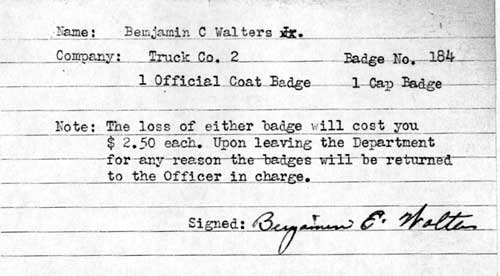 Name: Benjamin C Walters Jr.
Company: Truck Co. 2 Badge No. 184
1 Official Coat Badge 1 Cap Badge
Note: The loss of either badge will cost you
$ 2.50 each. Upon leaving the Department
for any reason the badges will be returned
to the Officer in charge.
Signed: Benjamin C. Walters